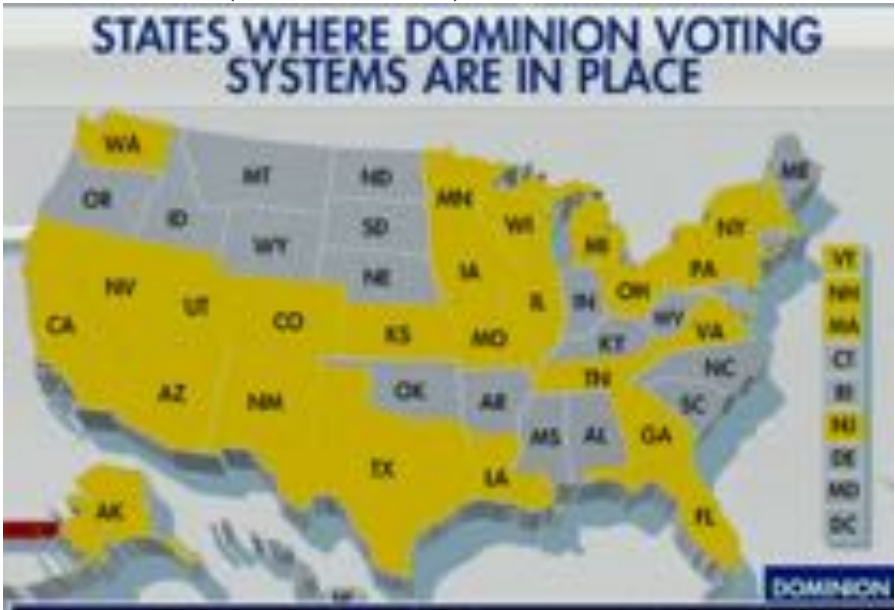 STATES WHERE DOMINION VOTING
SYSTEMS ARE IN PLACE
WA
MT
ND
MN
ME
OR
ID
SD
WI
NY
WY
MI
NE
IA
PA
VT
NV
UT
IL
IN
OH
NH
CA
CO
KS
MO
WV
VA
MA
KY
CT
NC
TN
RI
AZ
NM
OK
AR
SC
NJ
MS
AL
GA
DE
TX
LA
MD
AK
FL
DC
DOMINION